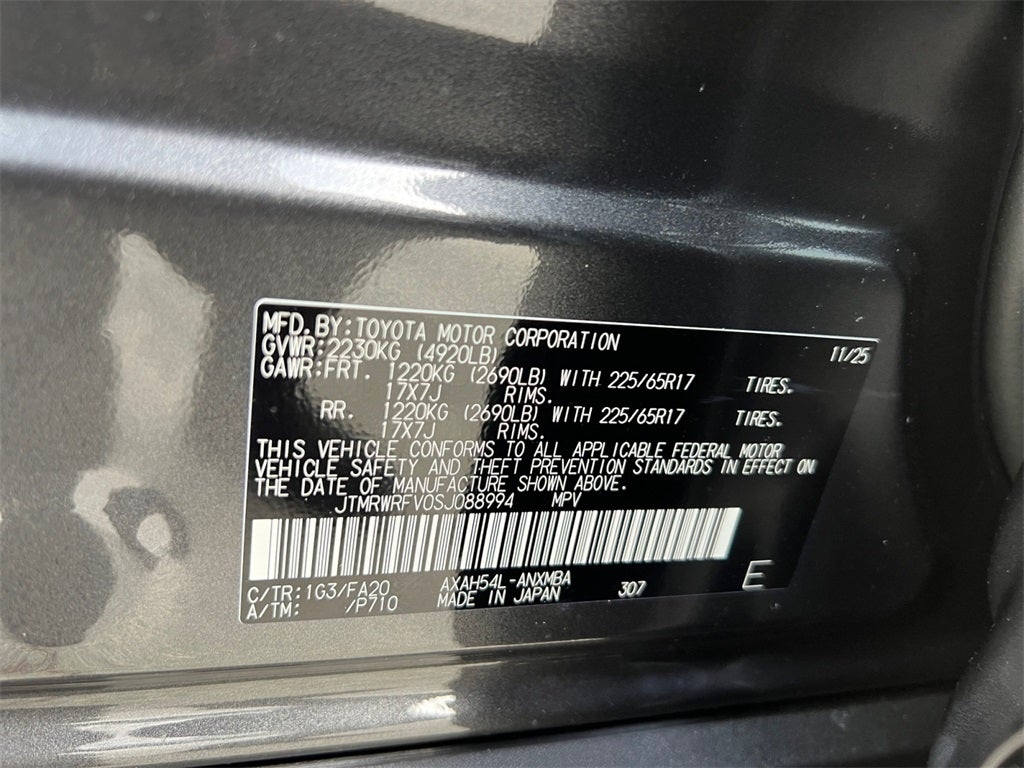 MFD.BY:TOYOTA MOTOR CORPORATION 11/25
GVWR:2230KG (4920LB)
GAWR:FRT. 1220KG (2690LB) WITH 225/65R17 TIRES.
17X7J RIMS.
RR. 1220KG (2690LB) WITH 225/65R17 TIRES.
17X7J RIMS.
THIS VEHICLE CONFORMS TO ALL APPLICABLE FEDERAL MOTOR
VEHICLE SAFETY AND THEFT PREVENTION STANDARDS IN EFFECT ON
THE DATE OF MANUFACTURE SHOWN ABOVE.
JTMRWRFV0SJ088994 MPV
C/TR:1G3/FA20 AXAH54L-ANXMBA
A/TM: /P710 MADE IN JAPAN 307 E